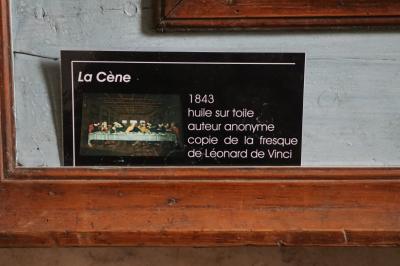 La Cène
1843
huile sur toile
auteur anonyme
copie de la fresque
de Léonard de Vinci